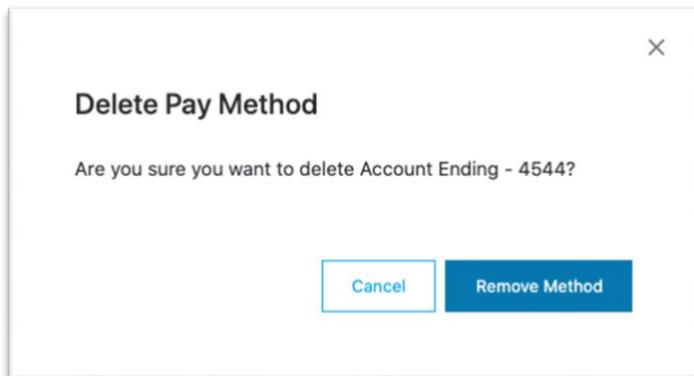 Delete Pay Method
Are you sure you want to delete Account Ending - 4544?
Cancel
Remove Method